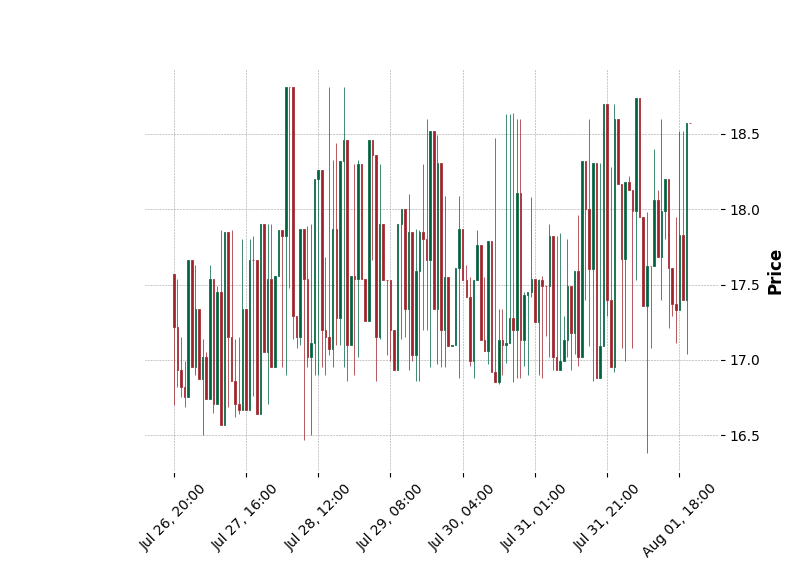 18.5
18.0
17.5
17.0
16.5
Price
Jul 26, 20:00
Jul 27, 16:00
Jul 28, 12:00
Jul 29, 08:00
Jul 30, 04:00
Jul 31, 01:00
Jul 31, 21:00
Aug 01, 18:00